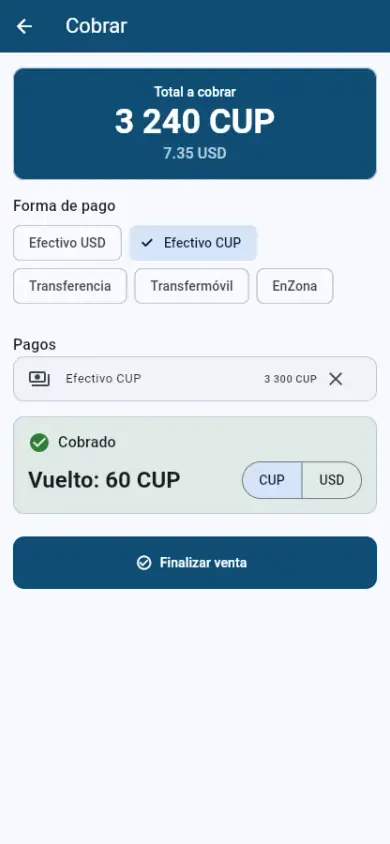 Cobrar
Total a cobrar
3 240 CUP
7.35 USD
Forma de pago
Efectivo USD
Efectivo CUP
Transferencia
Transfermóvil
EnZona
Pagos
Efectivo CUP
3 300 CUP
Cobrado
Vuelto: 60 CUP
CUP
USD
Finalizar venta